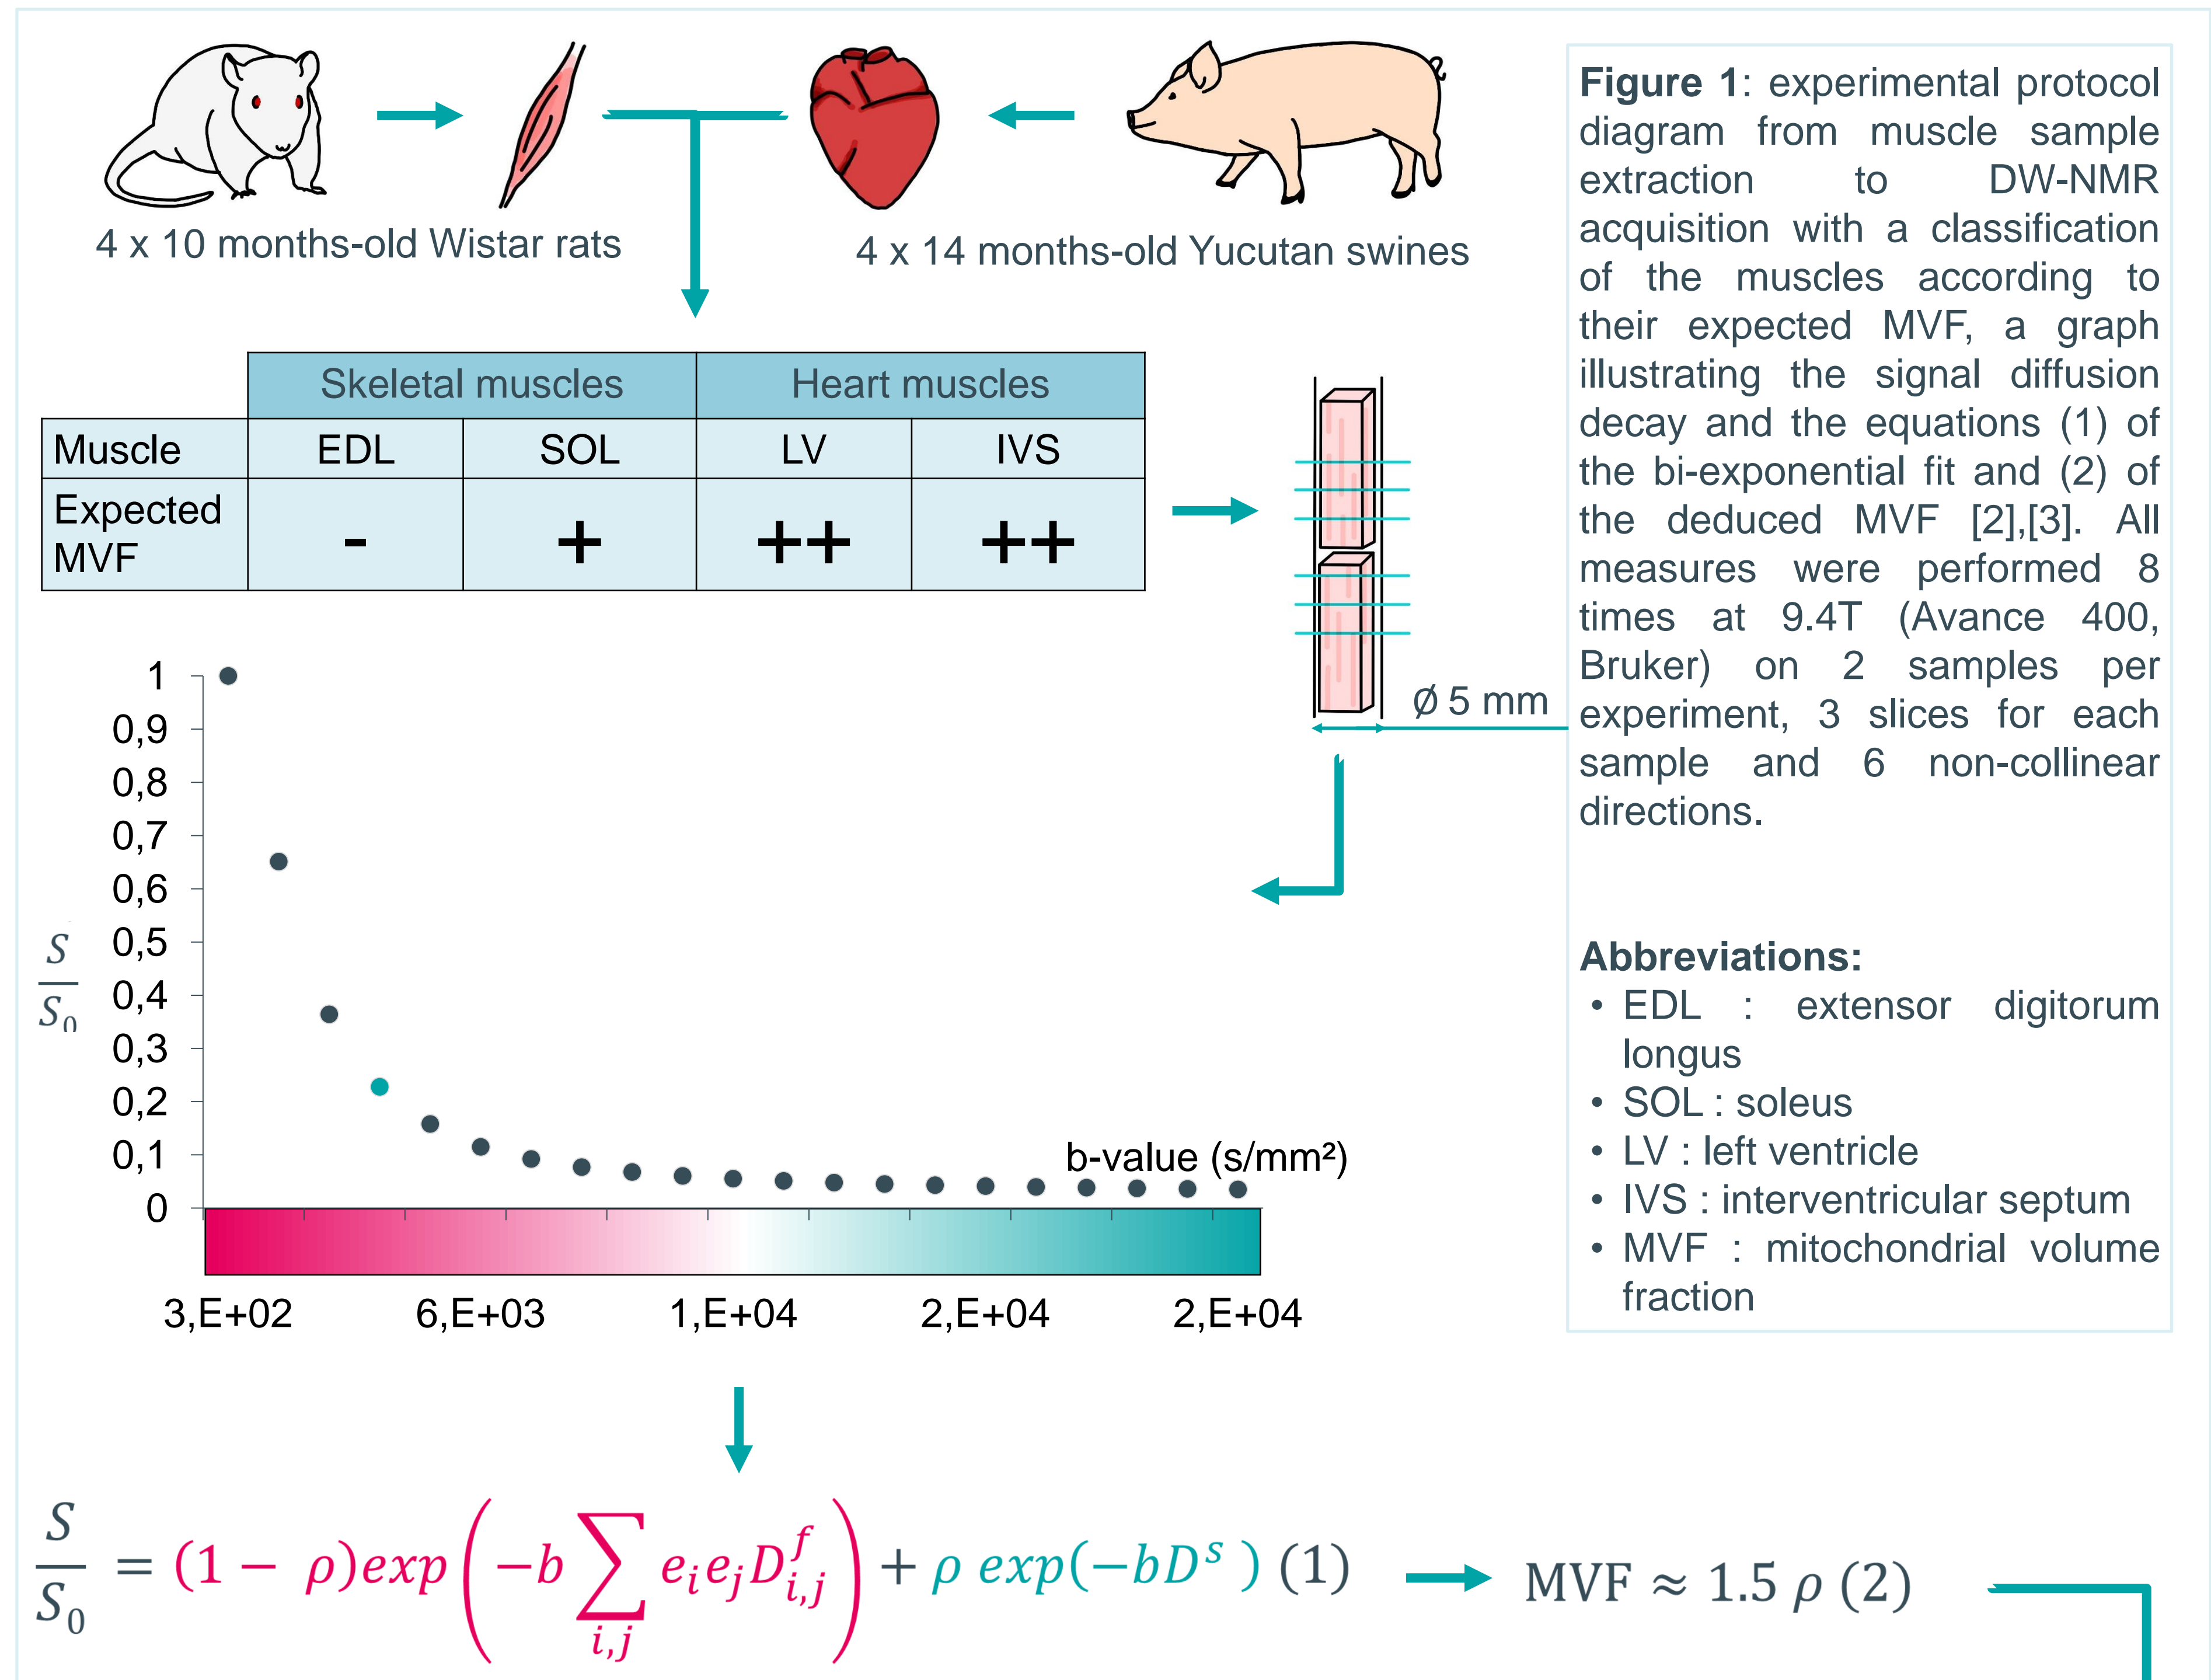 4 x 10 months-old Wistar rats
4 x 14 months-old Yucutan swines
Skeletal muscles Heart muscles
Muscle EDL SOL LV IVS
Expected
MVF - + ++ ++
Ø 5 mm
1
0,9
0,8
0,7
0,6
0,5
0,4
0,3
0,2
0,1
0
S/S₀
b-value (s/mm²)
3,E+02 6,E+03 1,E+04 2,E+04 2,E+04
S/S₀ = (1 − ρ)exp(−b ∑i,j eᵢeⱼD^f_i,j) + ρ exp(−bD^s) (1)
MVF ≈ 1.5 ρ (2)
Figure 1: experimental protocol
diagram from muscle sample
extraction to DW-NMR
acquisition with a classification
of the muscles according to
their expected MVF, a graph
illustrating the signal diffusion
decay and the equations (1) of
the bi-exponential fit and (2) of
the deduced MVF [2],[3]. All
measures were performed 8
times at 9.4T (Avance 400,
Bruker) on 2 samples per
experiment, 3 slices for each
sample and 6 non-collinear
directions.
Abbreviations:
• EDL : extensor digitorum
longus
• SOL : soleus
• LV : left ventricle
• IVS : interventricular septum
• MVF : mitochondrial volume
fraction